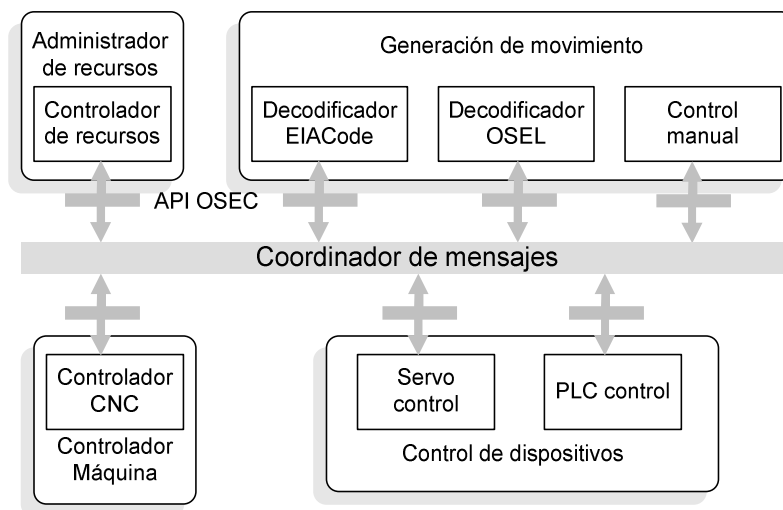 Administrador
de recursos
Controlador
de recursos
Generación de movimiento
Decodificador
EIACode
Decodificador
OSEL
Control
manual
API OSEC
Coordinador de mensajes
Controlador
CNC
Controlador
Máquina
Servo
control
PLC control
Control de dispositivos